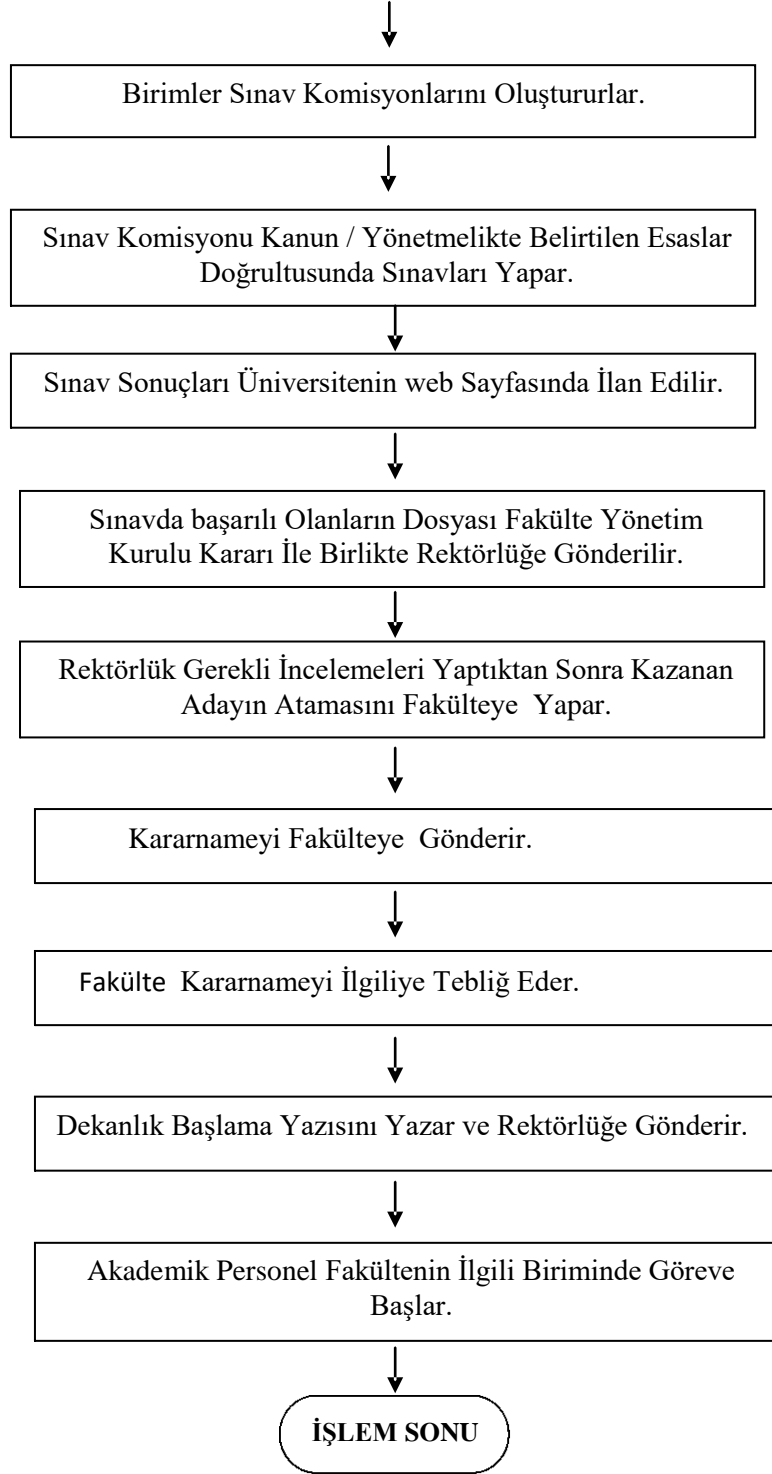 Birimler Sınav Komisyonlarını Oluştururlar.
Sınav Komisyonu Kanun / Yönetmelikte Belirtilen Esaslar
Doğrultusunda Sınavları Yapar.
Sınav Sonuçları Üniversitenin web Sayfasında İlan Edilir.
Sınavda başarılı Olanların Dosyası Fakülte Yönetim
Kurulu Kararı İle Birlikte Rektörlüğe Gönderilir.
Rektörlük Gerekli İncelemeleri Yaptıktan Sonra Kazanan
Adayın Atamasını Fakülteye Yapar.
Kararnameyi Fakülteye Gönderir.
Fakülte Kararnameyi İlgiliye Tebliğ Eder.
Dekanlık Başlama Yazısını Yazar ve Rektörlüğe Gönderir.
Akademik Personel Fakültenin İlgili Biriminde Göreve
Başlar.
İŞLEM SONU